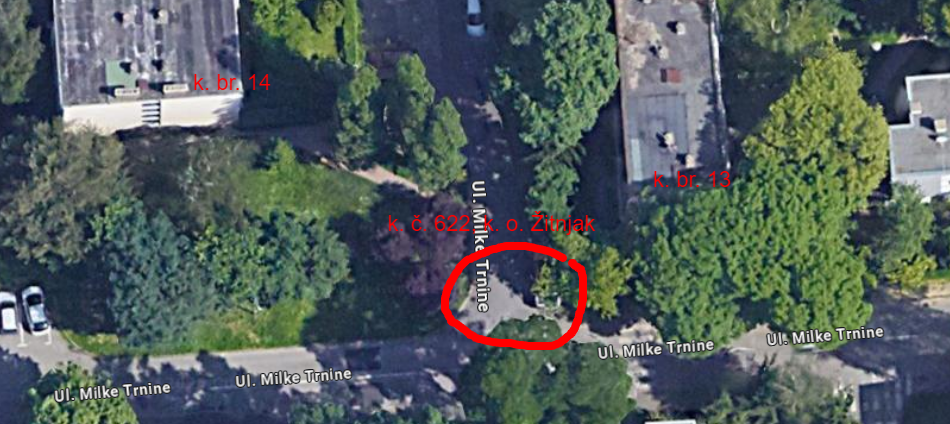 k. br. 14
k. br. 13
Ul. Milke Trnine
k. č. 622, k. o. Žitnjak
Ul. Milke Trnine
Ul. Milke Trnine
Ul. Milke Trnine
Ul. Milke Trnine